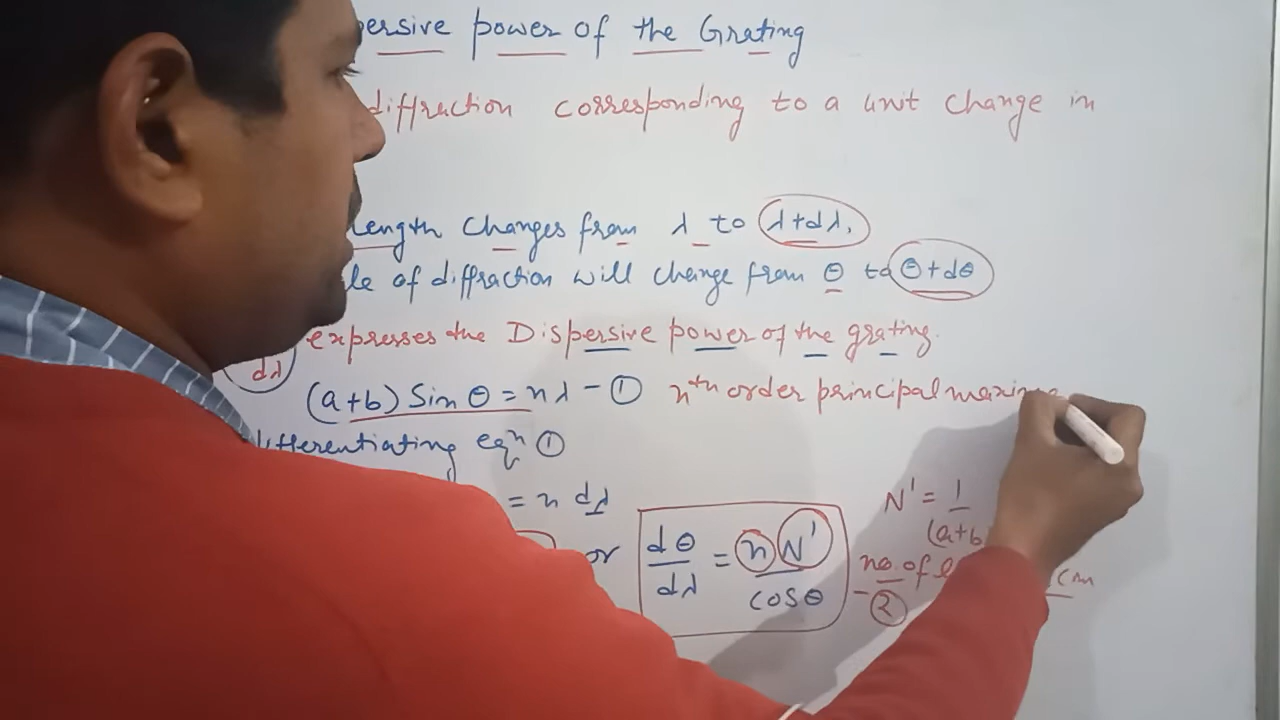 persive power of the Grating
diffraction corresponding to a unit change in
length changes from λ to λ+dλ,
le of diffraction will change from θ to θ+dθ
expresses the Dispersive power of the grating.
dλ
(a+b) Sin θ = nλ - ① nth order principal maxima
differentiating eqn ①
= n dλ
N' = 1
(a+b)
or dθ/dλ = n N'/cosθ - ②
no. of cm